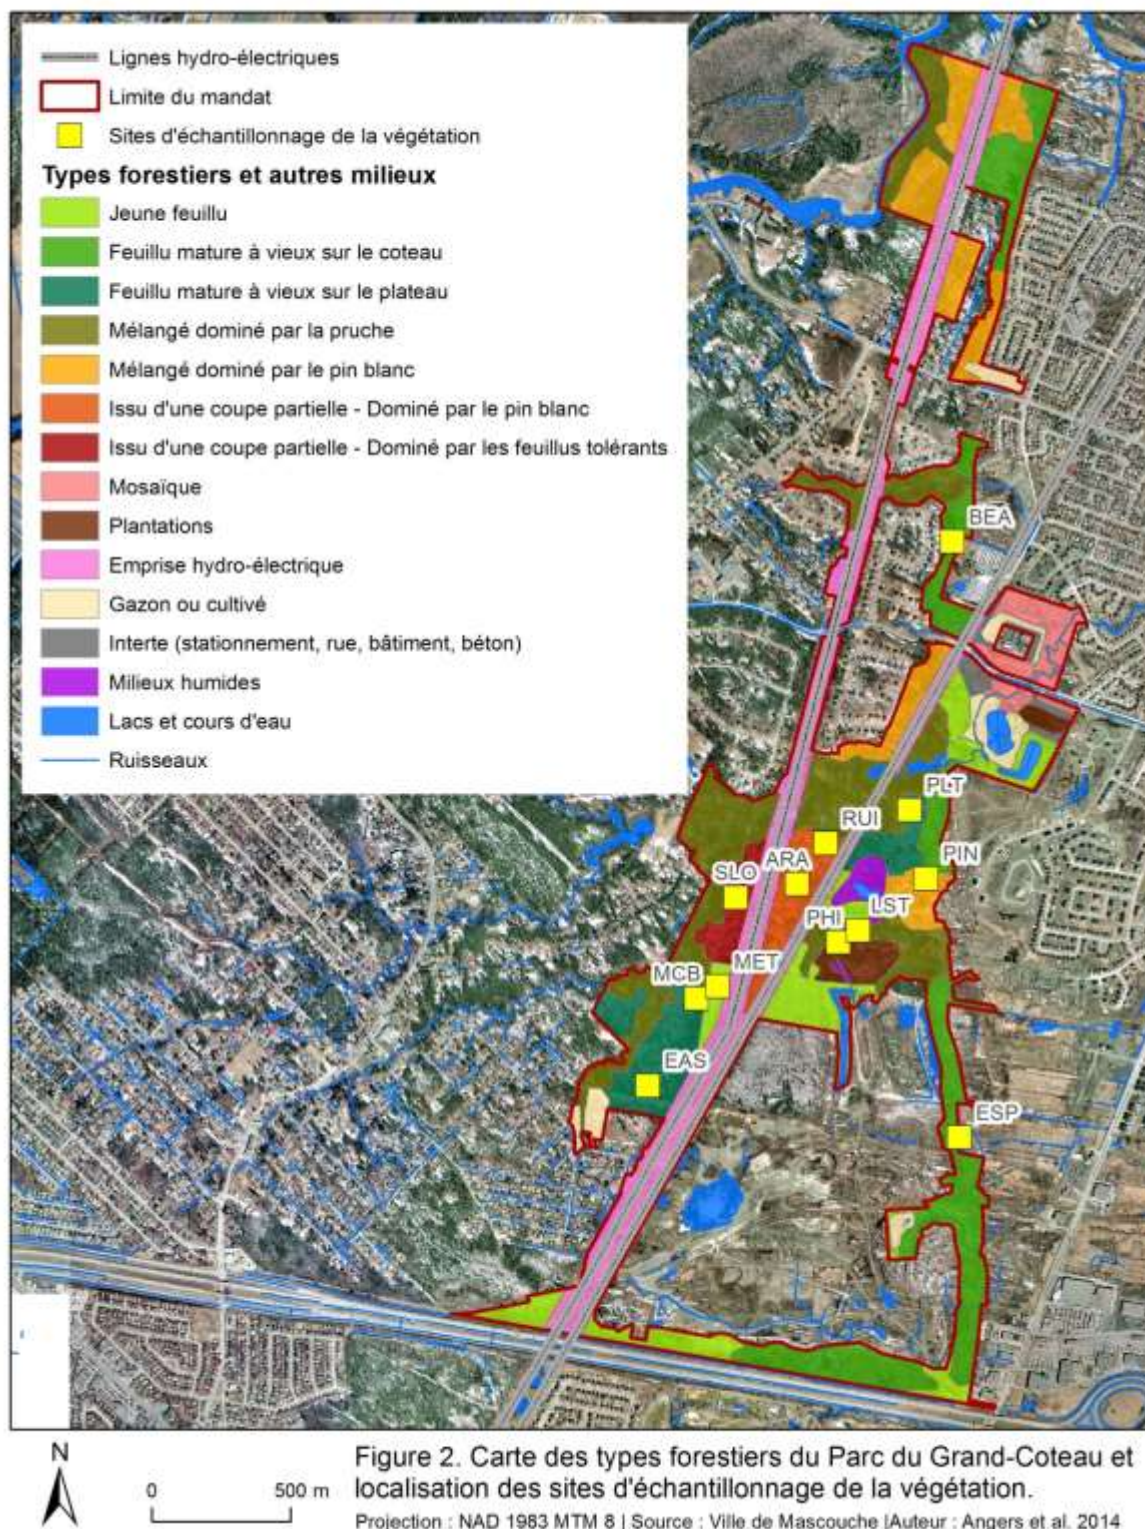 Lignes hydro-électriques
Limite du mandat
Sites d'échantillonnage de la végétation
Types forestiers et autres milieux
Jeune feuillu
Feuillu mature à vieux sur le coteau
Feuillu mature à vieux sur le plateau
Mélangé dominé par la pruche
Mélangé dominé par le pin blanc
Issu d'une coupe partielle - Dominé par le pin blanc
Issu d'une coupe partielle - Dominé par les feuillus tolérants
Mosaïque
Plantations
Emprise hydro-électrique
Gazon ou cultivé
Interte (stationnement, rue, bâtiment, béton)
Milieux humides
Lacs et cours d'eau
Ruisseaux
BEA
PLT
RUI
PIN
ARA
SLO
LST
PHI
MET
MCB
EAS
ESP
N
0 500 m
Figure 2. Carte des types forestiers du Parc du Grand-Coteau et
localisation des sites d'échantillonnage de la végétation.
Projection : NAD 1983 MTM 8 | Source : Ville de Mascouche |Auteur : Angers et al. 2014